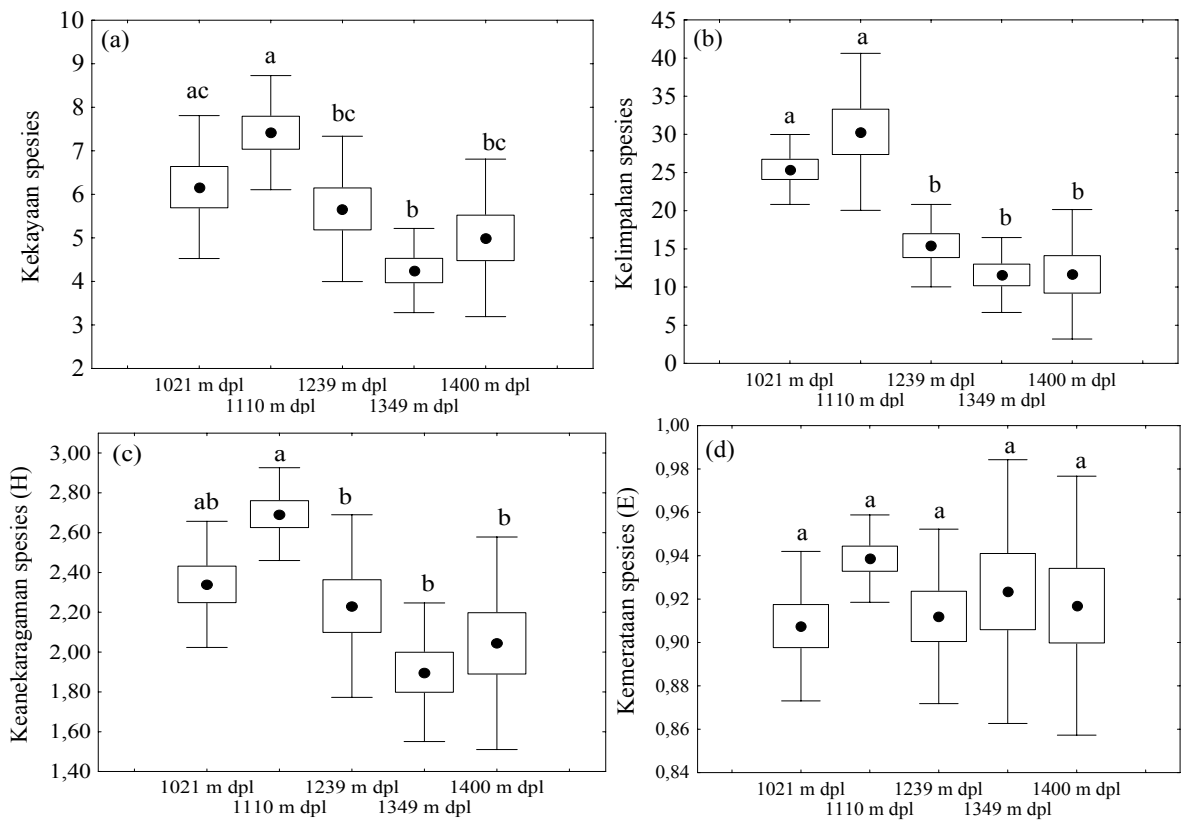 (a)
Kekayaan spesies
10
9
8
7
6
5
4
3
2
ac
a
bc
b
bc
1021 m dpl
1110 m dpl
1239 m dpl
1349 m dpl
1400 m dpl
(b)
Kelimpahan spesies
45
40
35
30
25
20
15
10
5
0
a
a
b
b
b
1021 m dpl
1110 m dpl
1239 m dpl
1349 m dpl
1400 m dpl
(c)
Keanekaragaman spesies (H)
3,00
2,80
2,60
2,40
2,20
2,00
1,80
1,60
1,40
ab
a
b
b
b
1021 m dpl
1110 m dpl
1239 m dpl
1349 m dpl
1400 m dpl
(d)
Kemerataan spesies (E)
1,00
0,98
0,96
0,94
0,92
0,90
0,88
0,86
0,84
a
a
a
a
a
1021 m dpl
1110 m dpl
1239 m dpl
1349 m dpl
1400 m dpl